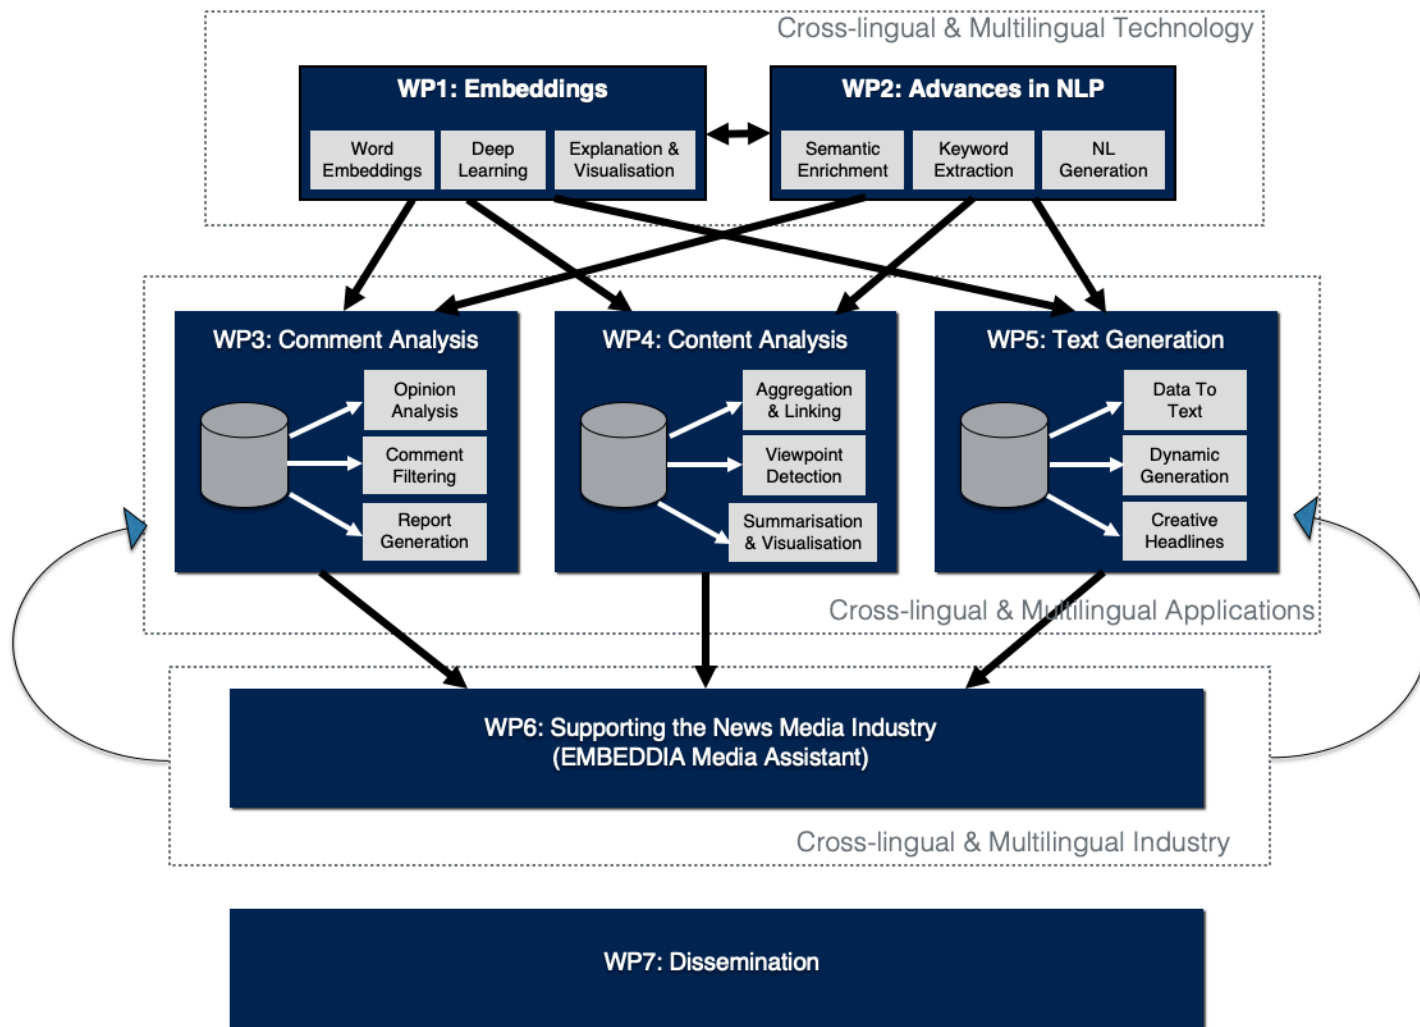 Cross-lingual & Multilingual Technology
WP1: Embeddings
Word
Embeddings
Deep
Learning
Explanation &
Visualisation
WP2: Advances in NLP
Semantic
Enrichment
Keyword
Extraction
NL
Generation
WP3: Comment Analysis
Opinion
Analysis
Comment
Filtering
Report
Generation
WP4: Content Analysis
Aggregation
& Linking
Viewpoint
Detection
Summarisation
& Visualisation
WP5: Text Generation
Data To
Text
Dynamic
Generation
Creative
Headlines
Cross-lingual & Multilingual Applications
WP6: Supporting the News Media Industry
(EMBEDDIA Media Assistant)
Cross-lingual & Multilingual Industry
WP7: Dissemination